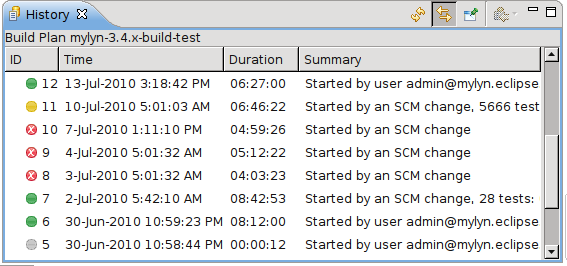 History
Build Plan mylyn-3.4.x-build-test
ID Time Duration Summary
12 13-Jul-2010 3:18:42 PM 06:27:00 Started by user admin@mylyn.eclipse
11 10-Jul-2010 5:01:03 AM 06:46:22 Started by an SCM change, 5666 test
10 7-Jul-2010 1:11:10 PM 04:59:26 Started by an SCM change
9 4-Jul-2010 5:01:32 AM 05:12:22 Started by an SCM change
8 3-Jul-2010 5:01:32 AM 04:03:23 Started by an SCM change
7 2-Jul-2010 5:42:10 AM 08:42:53 Started by an SCM change, 28 tests:
6 30-Jun-2010 10:59:23 PM 08:12:00 Started by user admin@mylyn.eclipse
5 30-Jun-2010 10:58:44 PM 00:00:12 Started by user admin@mylyn.eclipse